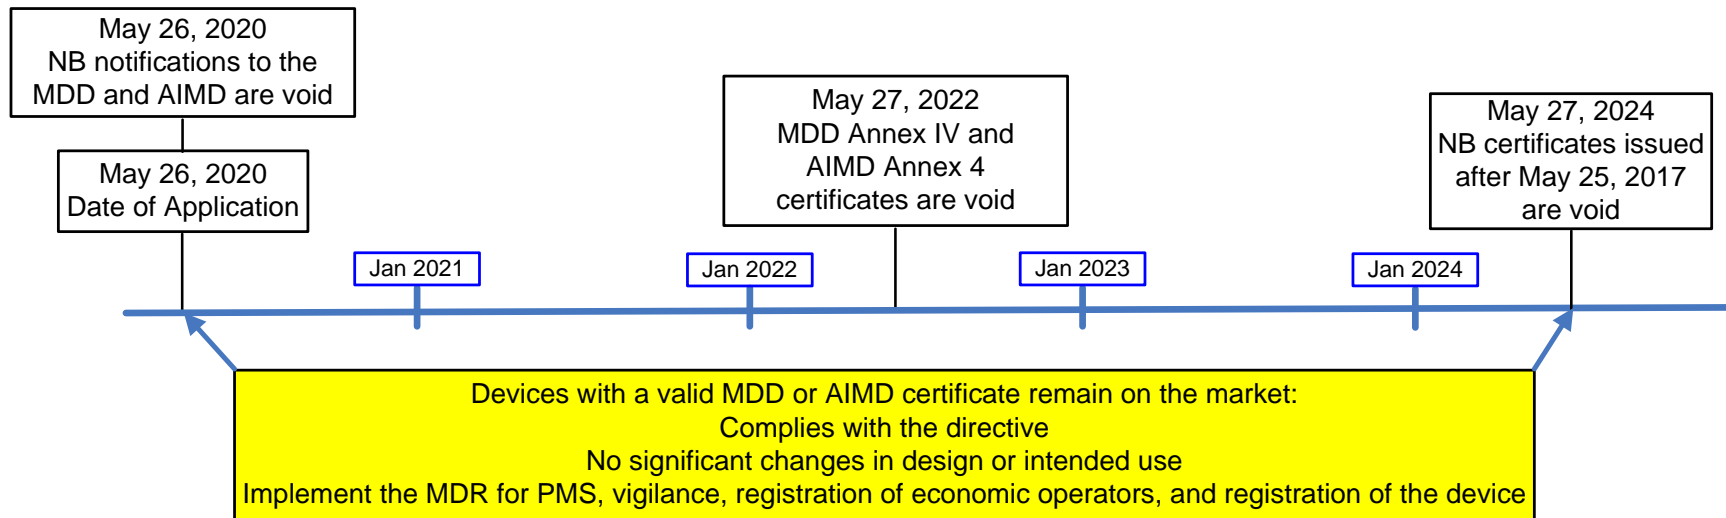 May 26, 2020
NB notifications to the
MDD and AIMD are void
May 26, 2020
Date of Application
May 27, 2022
MDD Annex IV and
AIMD Annex 4
certificates are void
May 27, 2024
NB certificates issued
after May 25, 2017
are void
Jan 2021
Jan 2022
Jan 2023
Jan 2024
Devices with a valid MDD or AIMD certificate remain on the market:
Complies with the directive
No significant changes in design or intended use
Implement the MDR for PMS, vigilance, registration of economic operators, and registration of the device